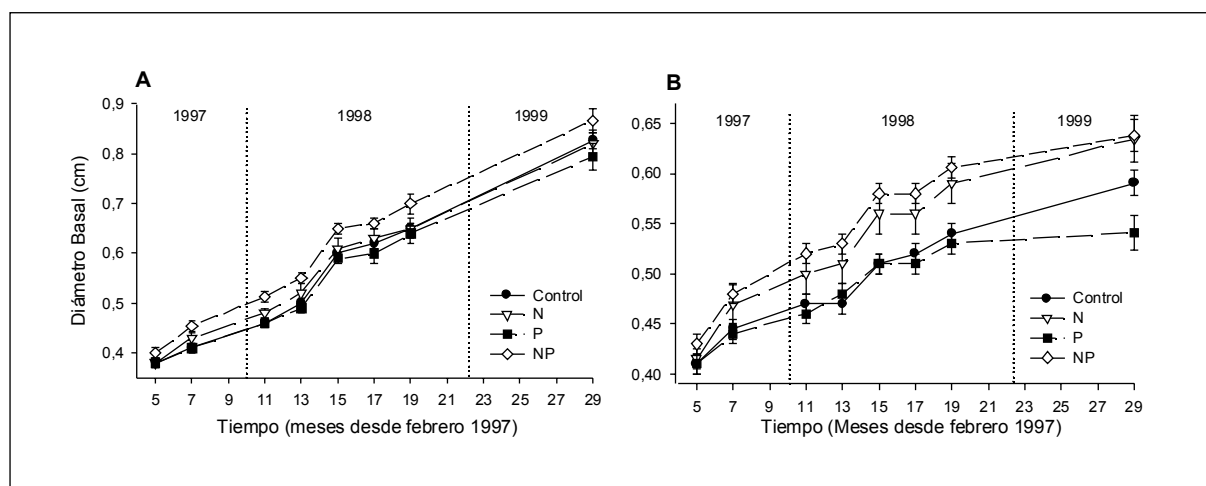 A
1997
1998
1999
0,9
0,8
0,7
0,6
0,5
0,4
Diámetro Basal (cm)
Control
N
P
NP
5 7 9 11 13 15 17 19 21 23 25 27 29
Tiempo (meses desde febrero 1997)
B
1997
1998
1999
0,65
0,60
0,55
0,50
0,45
0,40
Control
N
P
NP
5 7 9 11 13 15 17 19 21 23 25 27 29
Tiempo (Meses desde febrero 1997)